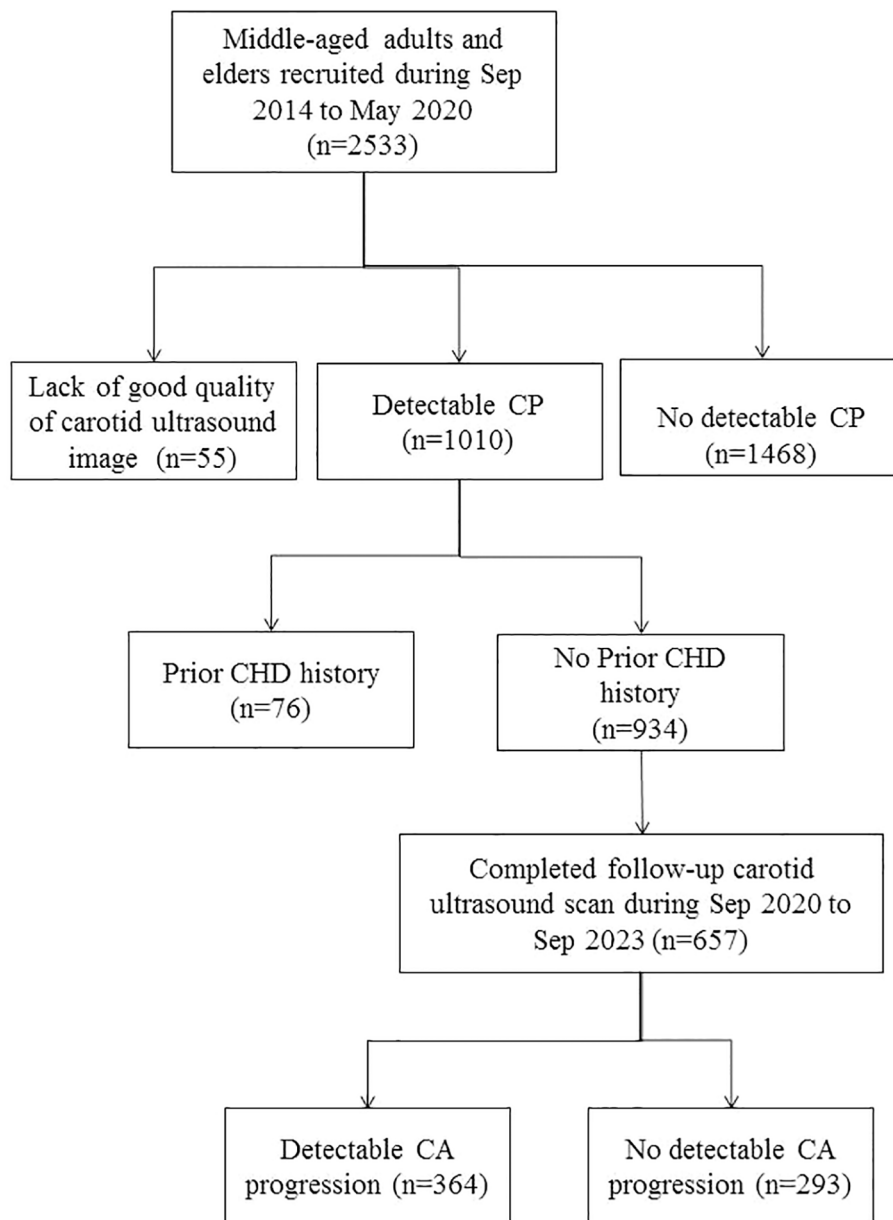 Middle-aged adults and
elders recruited during Sep
2014 to May 2020
(n=2533)
Lack of good quality
of carotid ultrasound
image (n=55)
Detectable CP
(n=1010)
No detectable CP
(n=1468)
Prior CHD history
(n=76)
No Prior CHD
history
(n=934)
Completed follow-up carotid
ultrasound scan during Sep 2020 to
Sep 2023 (n=657)
Detectable CA
progression (n=364)
No detectable CA
progression (n=293)